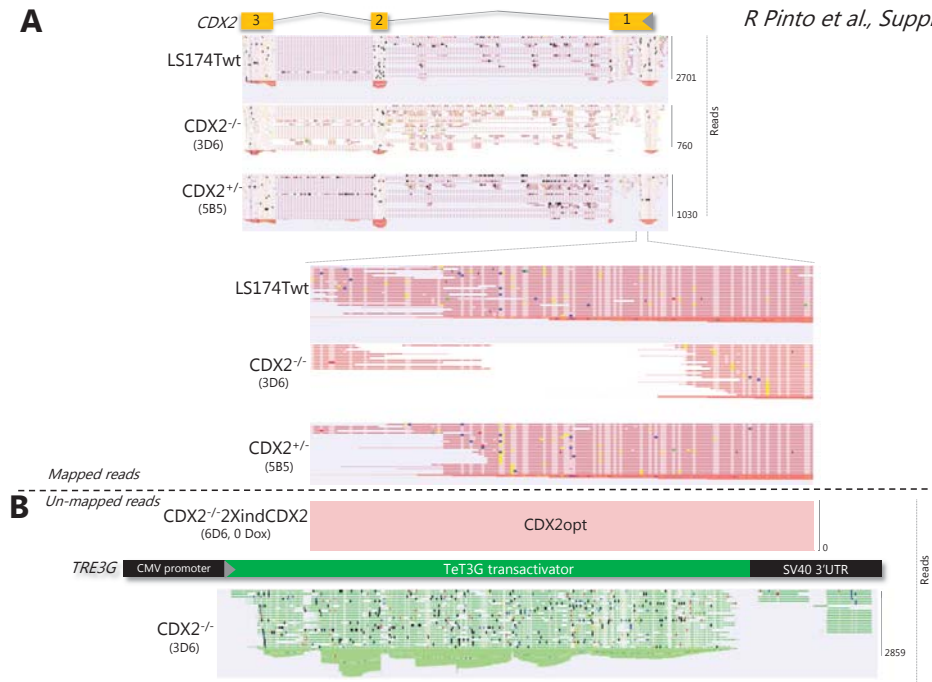 A
R Pinto et al., Suppl
CDX2 3 2 1
LS174Twt
2701
CDX2-/-
(3D6)
760
Reads
CDX2+/-
(5B5)
1030
LS174Twt
CDX2-/-
(3D6)
CDX2+/-
(5B5)
Mapped reads
B Un-mapped reads
CDX2-/-2XindCDX2
(6D6, 0 Dox)
CDX2opt
0
TRE3G CMV promoter TeT3G transactivator SV40 3'UTR
Reads
CDX2-/-
(3D6)
2859